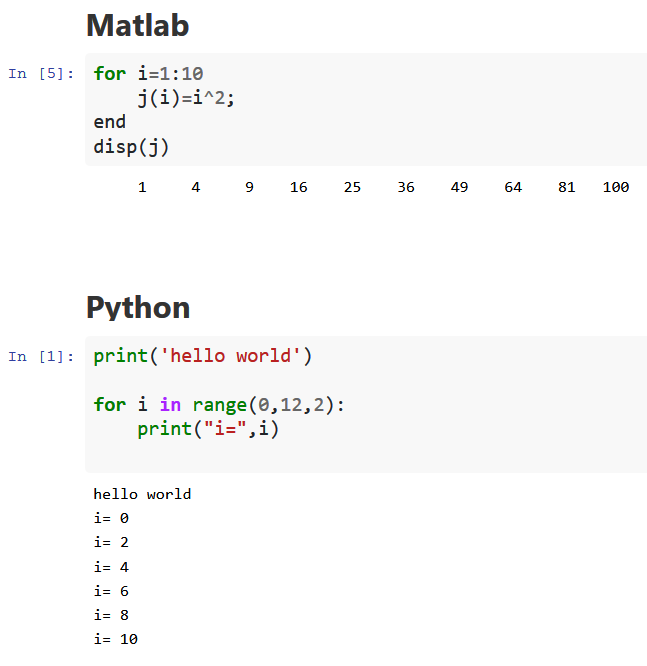 Matlab
In [5]: for i=1:10
    j(i)=i^2;
end
disp(j)
1 4 9 16 25 36 49 64 81 100
Python
In [1]: print('hello world')
for i in range(0,12,2):
    print("i=",i)
hello world
i= 0
i= 2
i= 4
i= 6
i= 8
i= 10